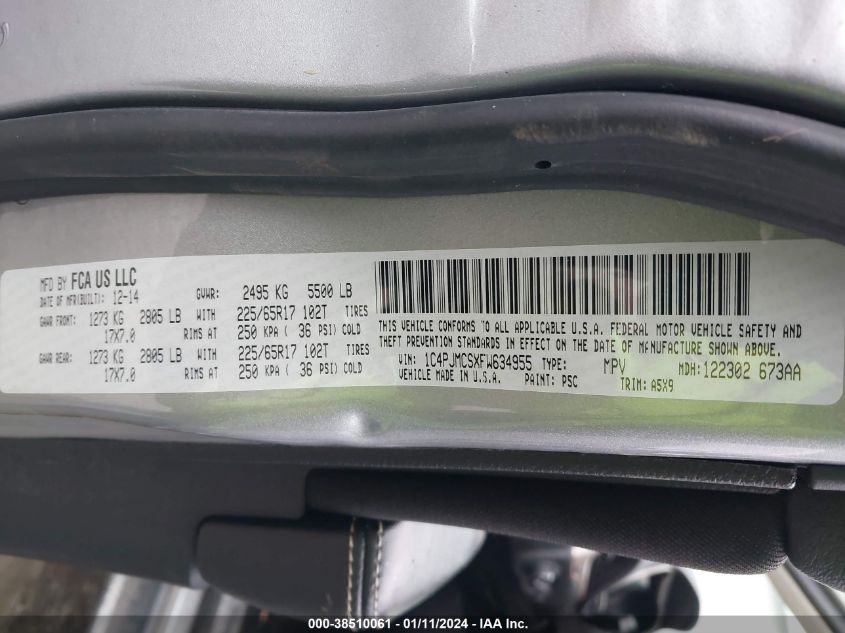 MFD BY FCA US LLC
DATE OF MFR(BUILT): 12-14 GVWR: 2495 KG 5500 LB
GAWR FRONT: 1273 KG 2805 LB WITH 225/65R17 102T TIRES
17X7.0 RIMS AT 250 KPA ( 36 PSI) COLD
GAWR REAR: 1273 KG 2805 LB WITH 225/65R17 102T TIRES
17X7.0 RIMS AT 250 KPA ( 36 PSI) COLD
THIS VEHICLE CONFORMS TO ALL APPLICABLE U.S.A. FEDERAL MOTOR VEHICLE SAFETY AND
THEFT PREVENTION STANDARDS IN EFFECT ON THE DATE OF MANUFACTURE SHOWN ABOVE.
VIN: 1C4PJMCSXFW634955 TYPE: MPV MDH: 122302 673AA
VEHICLE MADE IN U.S.A. PAINT: PSC TRIM: A5X9
000-38510061 - 01/11/2024 - IAA Inc.